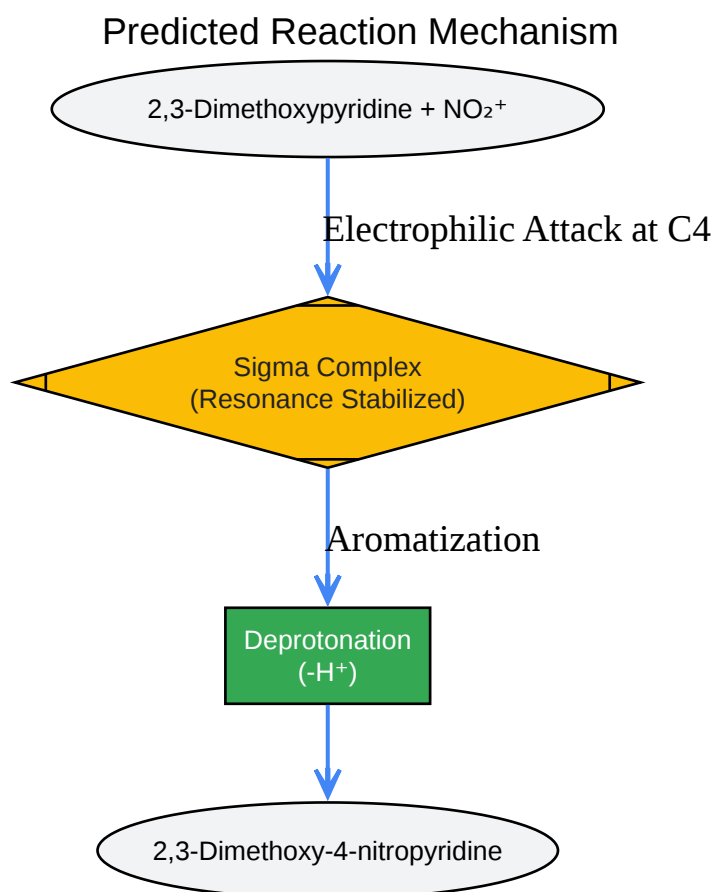 Predicted Reaction Mechanism
2,3-Dimethoxypyridine + NO₂⁺
Electrophilic Attack at C4
Sigma Complex
(Resonance Stabilized)
Aromatization
Deprotonation
(-H⁺)
2,3-Dimethoxy-4-nitropyridine